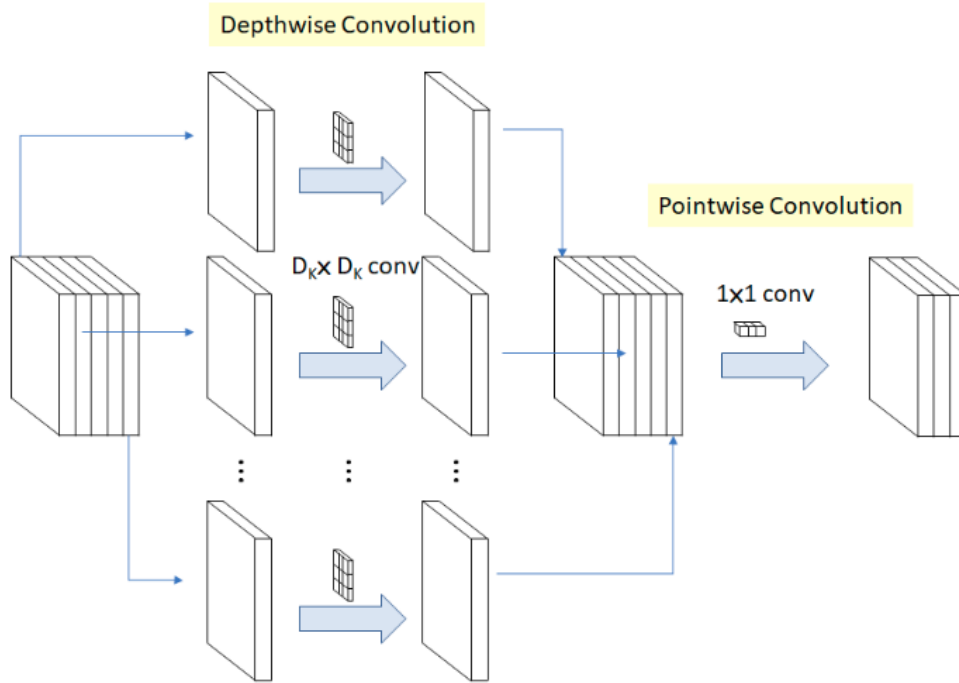 Depthwise Convolution
Pointwise Convolution
Dₖx Dₖ conv
1x1 conv